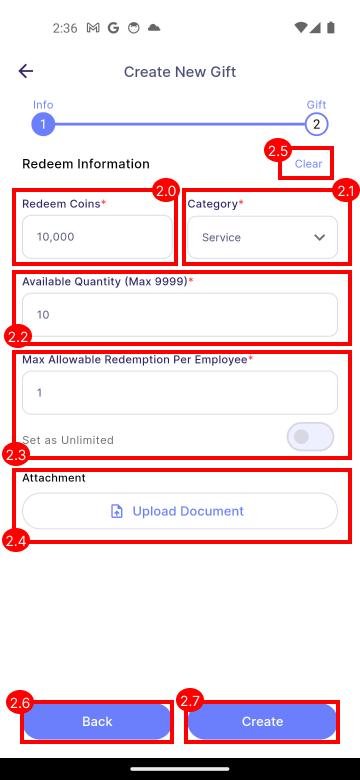 2:36
Create New Gift
Info
Gift
1
2
2.5
Redeem Information
Clear
2.0
2.1
Redeem Coins*
Category*
10,000
Service
Available Quantity (Max 9999)*
10
2.2
Max Allowable Redemption Per Employee*
1
Set as Unlimited
2.3
Attachment
Upload Document
2.4
2.6
2.7
Back
Create